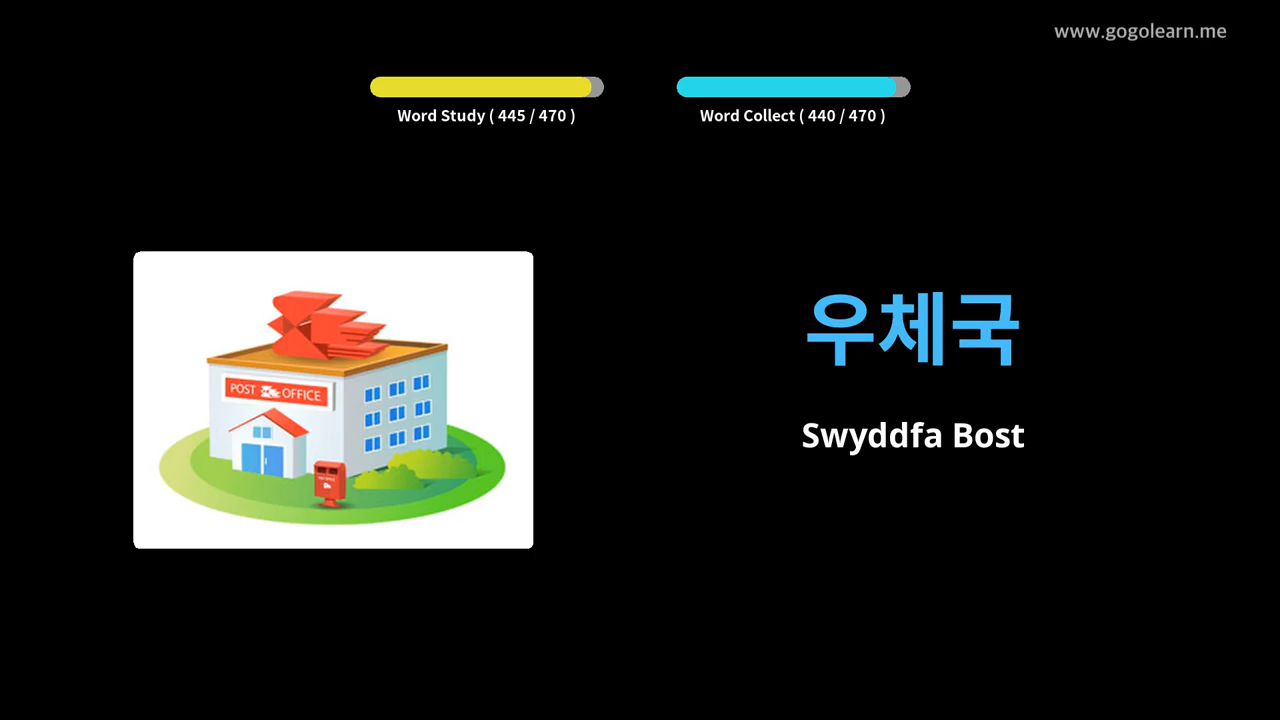 www.gogolearn.me
Word Study ( 445 / 470 )
Word Collect ( 440 / 470 )
POST OFFICE
우체국
Swyddfa Bost